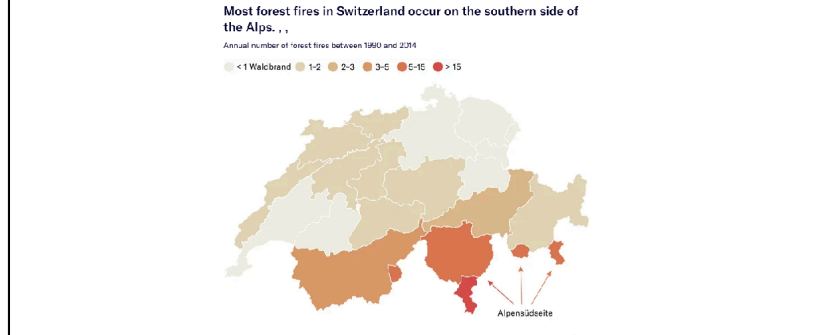 Most forest fires in Switzerland occur on the southern side of
the Alps. , ,
Annual number of forest fires between 1990 and 2014
< 1 Waldbrand 1-2 2-3 3-5 5-15 > 15
Alpensüdseite